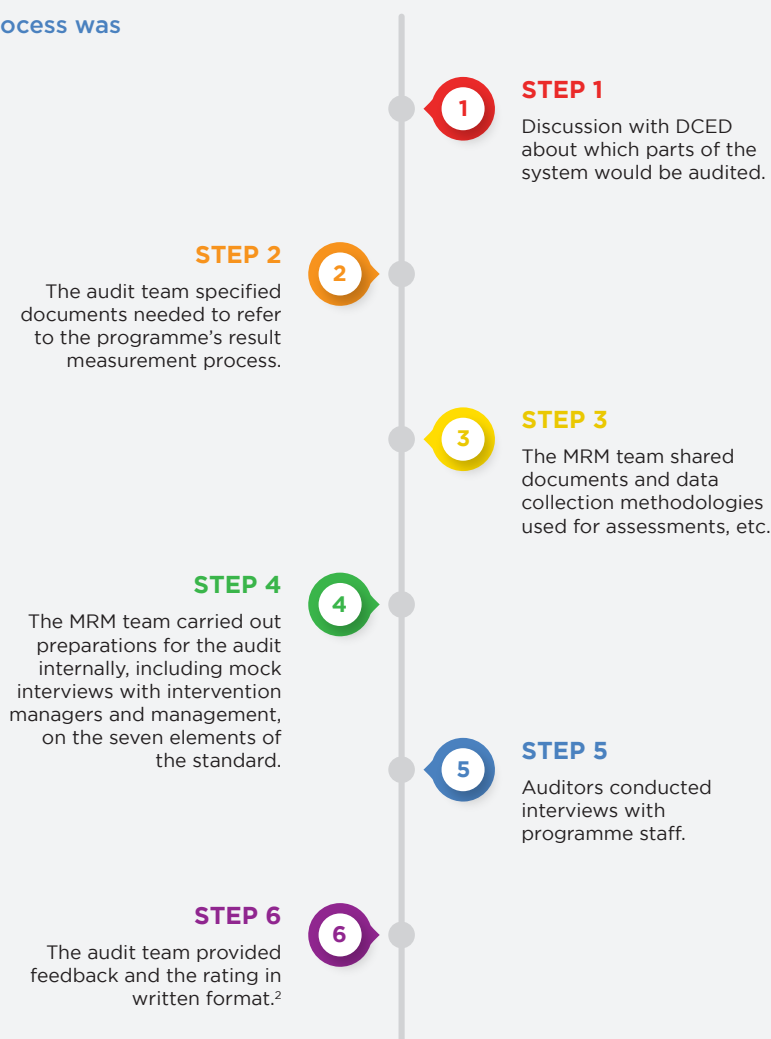 ocess was
1
STEP 1
Discussion with DCED
about which parts of the
system would be audited.
STEP 2
2
The audit team specified
documents needed to refer
to the programme’s result
measurement process.
3
STEP 3
The MRM team shared
documents and data
collection methodologies
used for assessments, etc.
STEP 4
4
The MRM team carried out
preparations for the audit
internally, including mock
interviews with intervention
managers and management,
on the seven elements of
the standard.
5
STEP 5
Auditors conducted
interviews with
programme staff.
STEP 6
6
The audit team provided
feedback and the rating in
written format.²